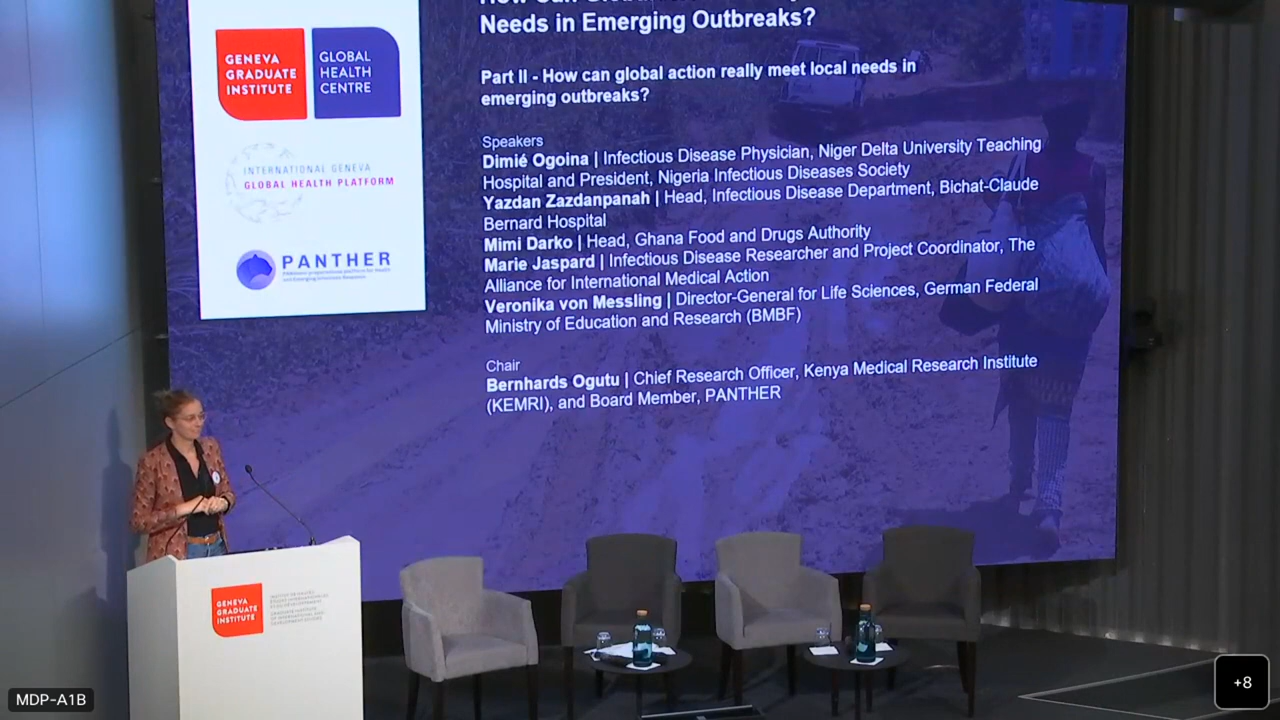 Needs in Emerging Outbreaks?
Part II - How can global action really meet local needs in
emerging outbreaks?
Speakers
Dimié Ogoina | Infectious Disease Physician, Niger Delta University Teaching
Hospital and President, Nigeria Infectious Diseases Society
Yazdan Zazdanpanah | Head, Infectious Disease Department, Bichat-Claude
Bernard Hospital
Mimi Darko | Head, Ghana Food and Drugs Authority
Marie Jaspard | Infectious Disease Researcher and Project Coordinator, The
Alliance for International Medical Action
Veronika von Messling | Director-General for Life Sciences, German Federal
Ministry of Education and Research (BMBF)
Chair
Bernhards Ogutu | Chief Research Officer, Kenya Medical Research Institute
(KEMRI), and Board Member, PANTHER
GENEVA
GRADUATE
INSTITUTE
GLOBAL
HEALTH
CENTRE
INTERNATIONAL GENEVA
GLOBAL HEALTH PLATFORM
PANTHER
GENEVA
GRADUATE
INSTITUTE
MDP-A1B
+8